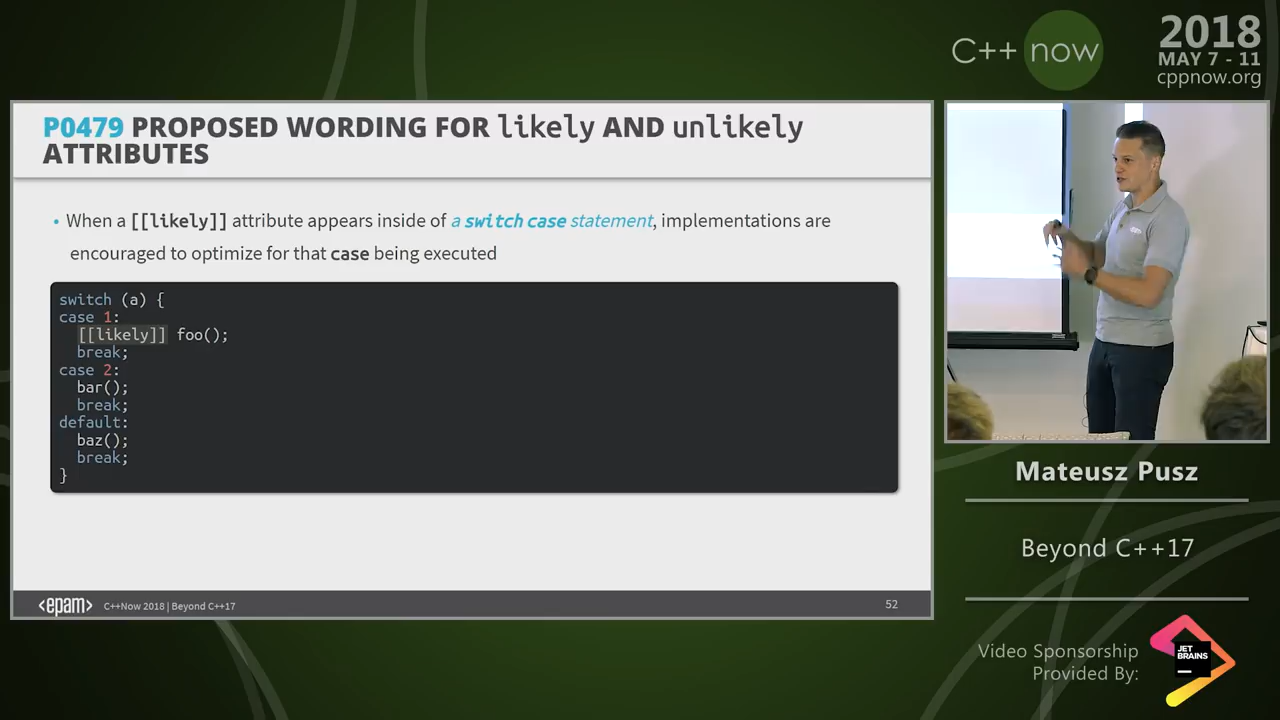 C++ now
2018
MAY 7 - 11
cppnow.org
P0479 PROPOSED WORDING FOR likely AND unlikely
ATTRIBUTES
• When a [[likely]] attribute appears inside of a switch case statement, implementations are
encouraged to optimize for that case being executed
switch (a) {
case 1:
[[likely]] foo();
break;
case 2:
bar();
break;
default:
baz();
break;
}
<epam>
C++Now 2018 | Beyond C++17
52
Mateusz Pusz
Beyond C++17
Video Sponsorship
Provided By:
JET
BRAINS